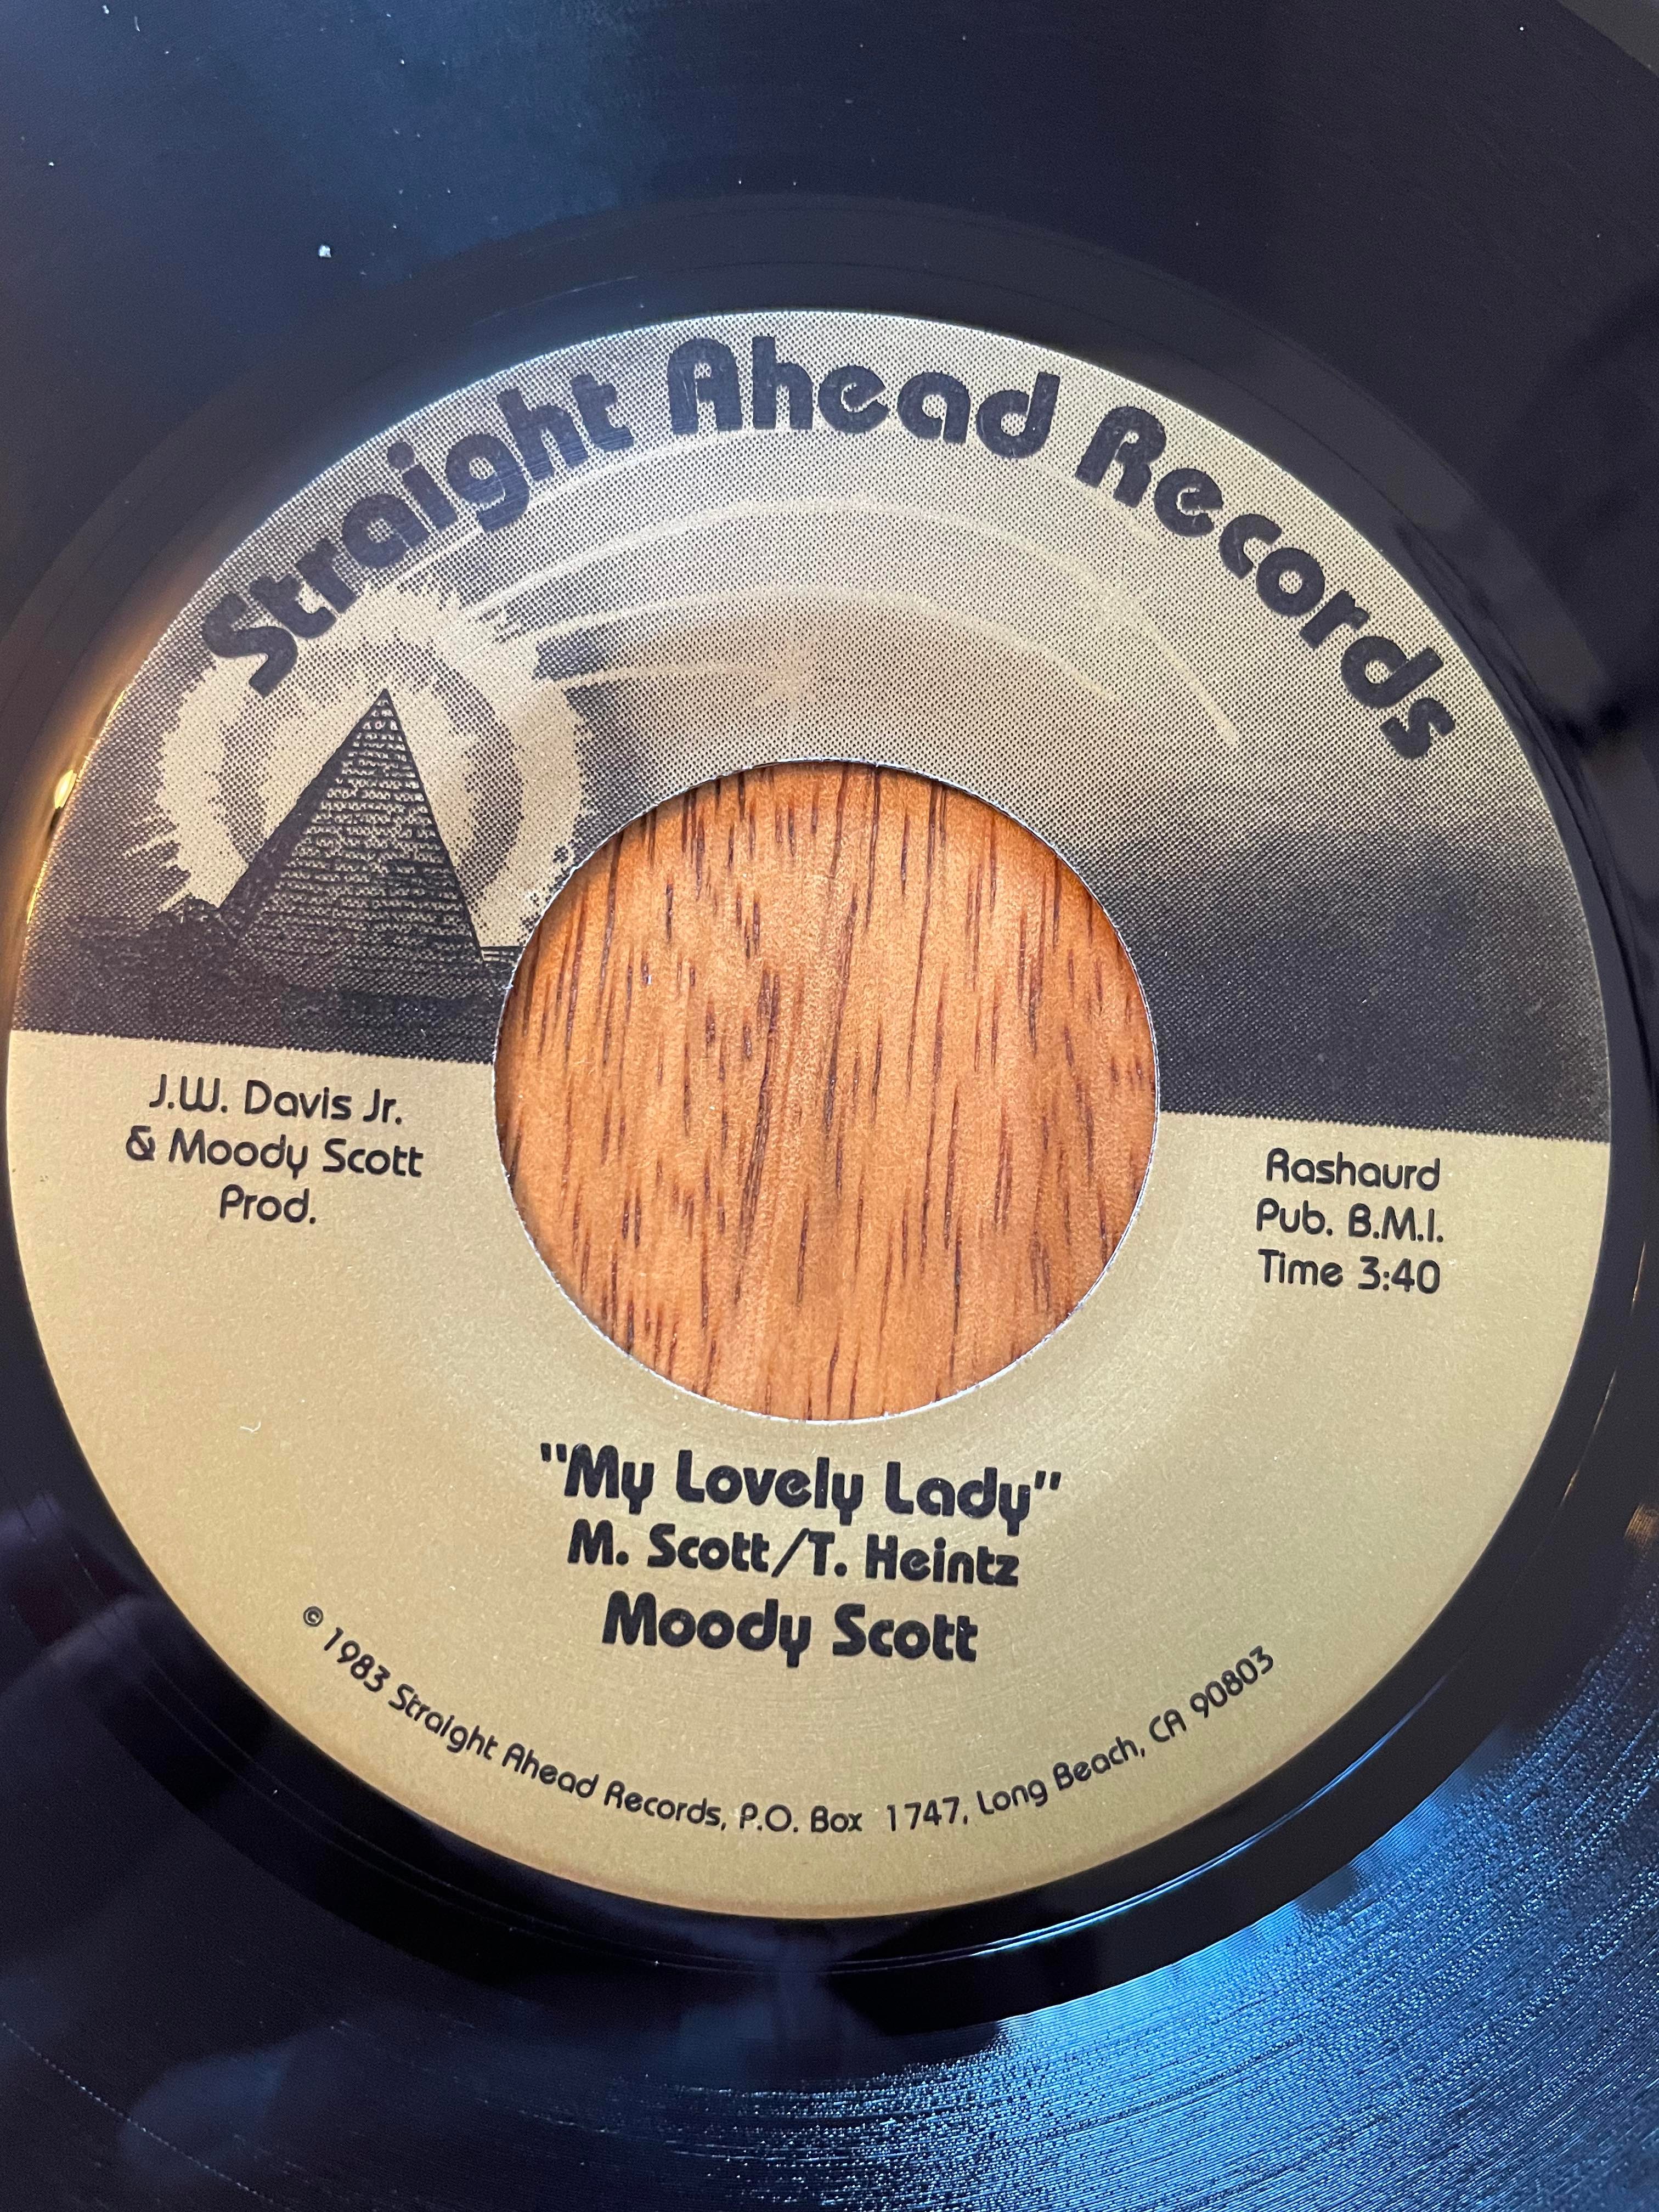 Straight Ahead Records
J.W. Davis Jr.
& Moody Scott
Prod.
Rashaurd
Pub. B.M.I.
Time 3:40
"My Lovely Lady"
M. Scott/T. Heintz
Moody Scott
© 1983 Straight Ahead Records, P.O. Box 1747, Long Beach, CA 90803